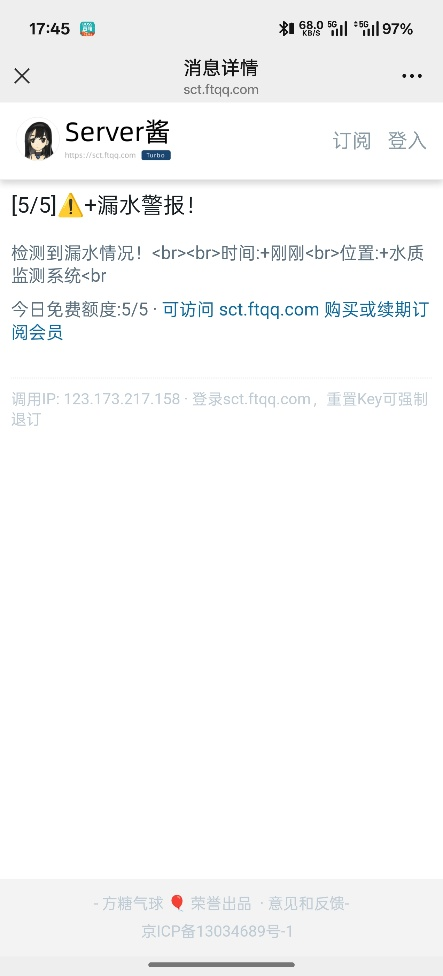 17:45
68.0 KB/S 5G 5G 97%
消息详情
sct.ftqq.com
Server酱
https://sct.ftqq.com Turbo
订阅 登入
[5/5]⚠️+漏水警报！
检测到漏水情况！<br><br>时间:+刚刚<br>位置:+水质
监测系统<br
今日免费额度:5/5 · 可访问 sct.ftqq.com 购买或续期订
阅会员
调用IP: 123.173.217.158 · 登录sct.ftqq.com，重置Key可强制
退订
- 方糖气球 🎈 荣誉出品 · 意见和反馈-
京ICP备13034689号-1